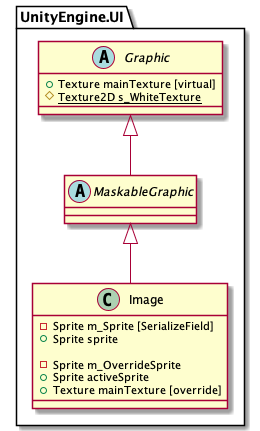 UnityEngine.UI
A Graphic
Texture mainTexture [virtual]
Texture2D s_WhiteTexture
A MaskableGraphic
C Image
Sprite m_Sprite [SerializeField]
Sprite sprite
Sprite m_OverrideSprite
Sprite activeSprite
Texture mainTexture [override]